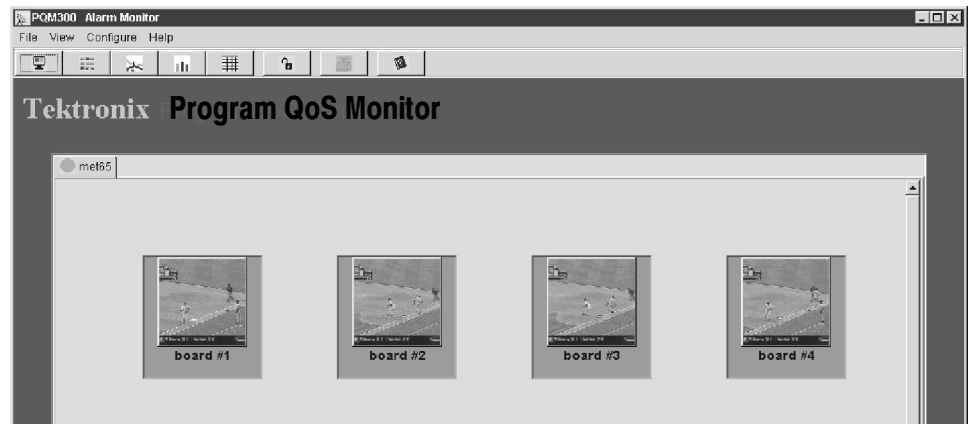 PQM300 Alarm Monitor
File View Configure Help
Tektronix Program QoS Monitor
met65
board #1 board #2 board #3 board #4